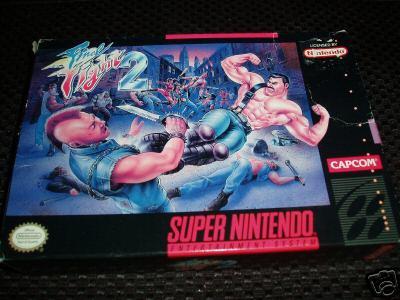 Final
Fight
2
LICENSED BY
Nintendo
CAPCOM
SUPER NINTENDO
ENTERTAINMENT SYSTEM